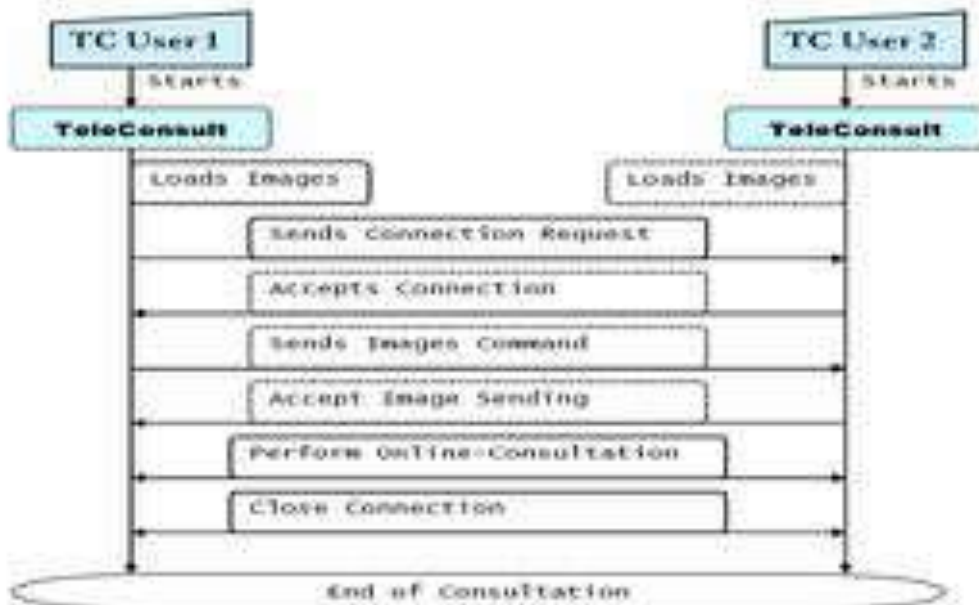 TC User 1
TC User 2
Starts
Starts
TeleConsult
TeleConsult
Loads Images
Loads Images
Sends Connection Request
Accepts Connection
Sends Images Command
Accept Image Sending
Perform Online-Consultation
Close Connection
End of Consultation